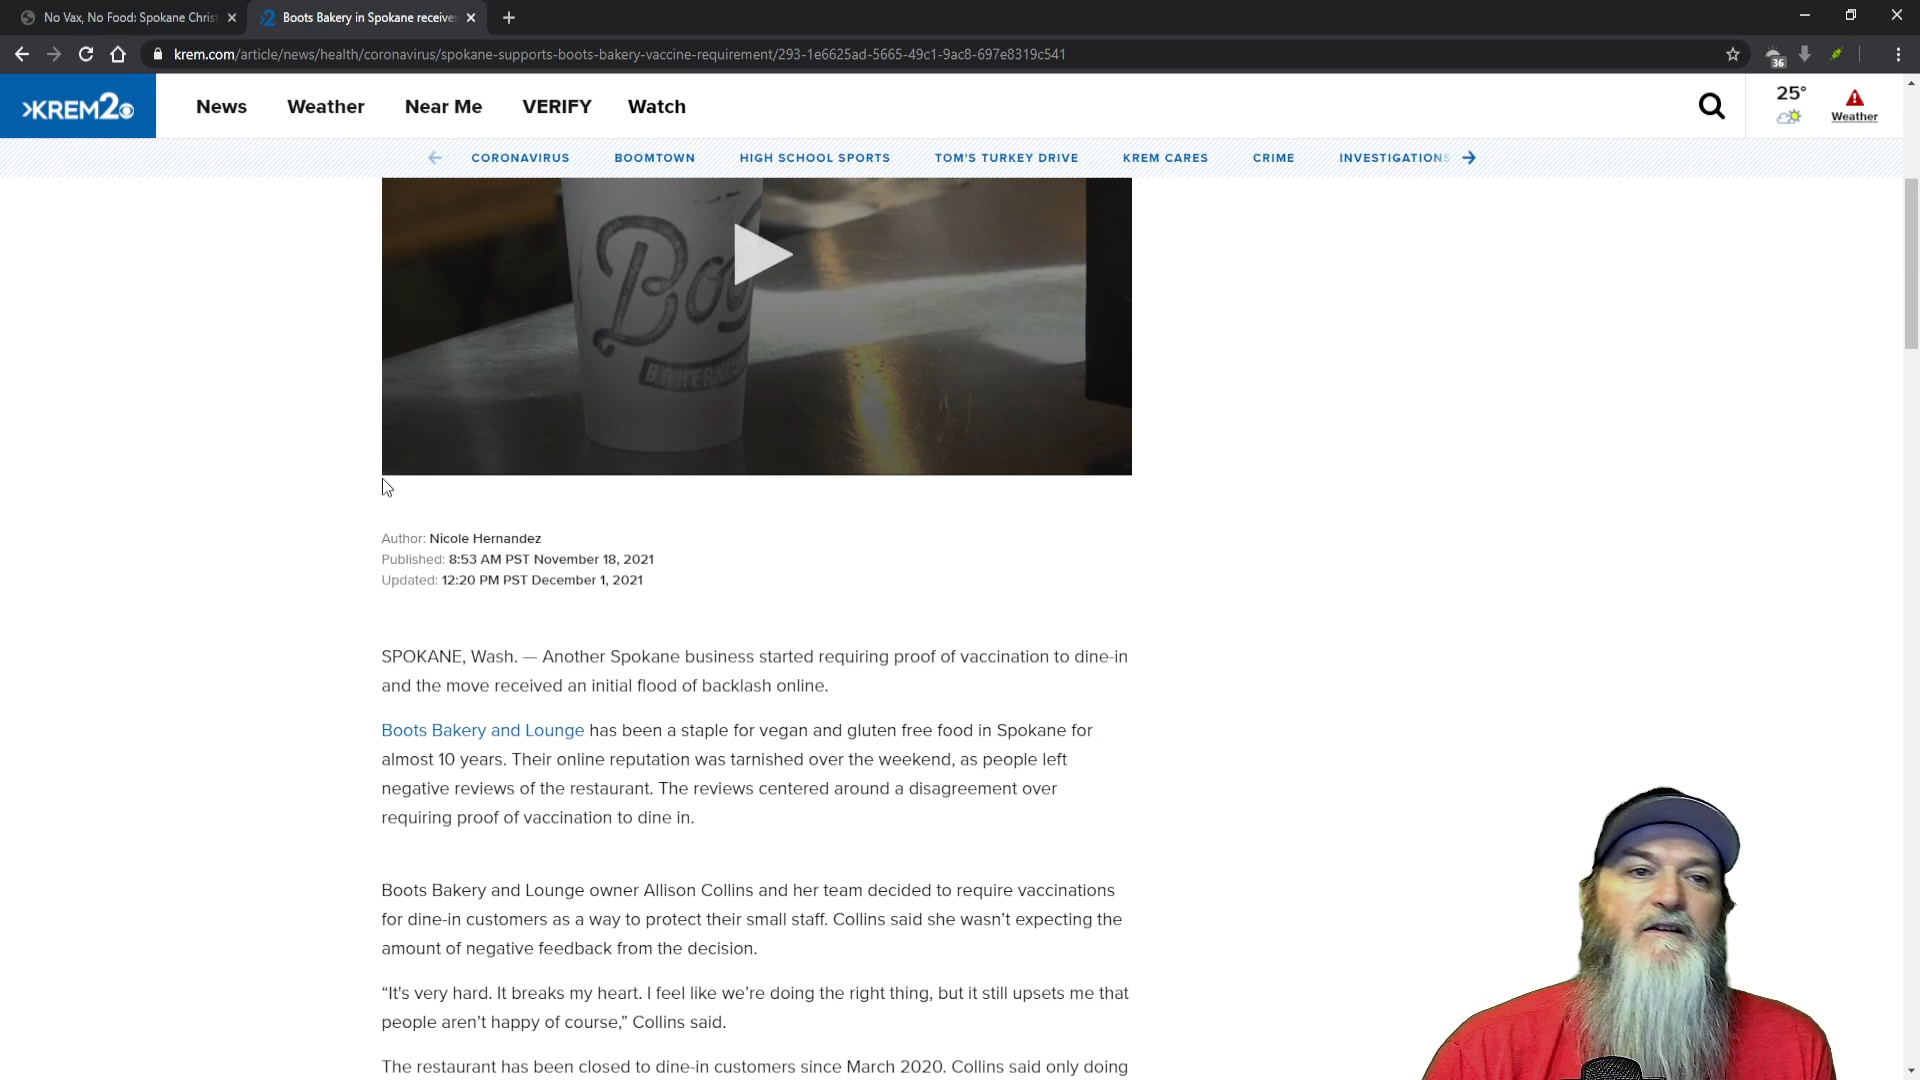 No Vax, No Food: Spokane Chris
Boots Bakery in Spokane receive
krem.com/article/news/health/coronavirus/spokane-supports-boots-bakery-vaccine-requirement/293-1e6625ad-5665-49c1-9ac8-697e8319c541
36
KREM2
News
Weather
Near Me
VERIFY
Watch
25°
Weather
CORONAVIRUS
BOOMTOWN
HIGH SCHOOL SPORTS
TOM'S TURKEY DRIVE
KREM CARES
CRIME
INVESTIGATIONS
Boo
BAKERY
Author: Nicole Hernandez
Published: 8:53 AM PST November 18, 2021
Updated: 12:20 PM PST December 1, 2021
SPOKANE, Wash. — Another Spokane business started requiring proof of vaccination to dine-in
and the move received an initial flood of backlash online.
Boots Bakery and Lounge has been a staple for vegan and gluten free food in Spokane for
almost 10 years. Their online reputation was tarnished over the weekend, as people left
negative reviews of the restaurant. The reviews centered around a disagreement over
requiring proof of vaccination to dine in.
Boots Bakery and Lounge owner Allison Collins and her team decided to require vaccinations
for dine-in customers as a way to protect their small staff. Collins said she wasn't expecting the
amount of negative feedback from the decision.
“It's very hard. It breaks my heart. I feel like we’re doing the right thing, but it still upsets me that
people aren’t happy of course,” Collins said.
The restaurant has been closed to dine-in customers since March 2020. Collins said only doing